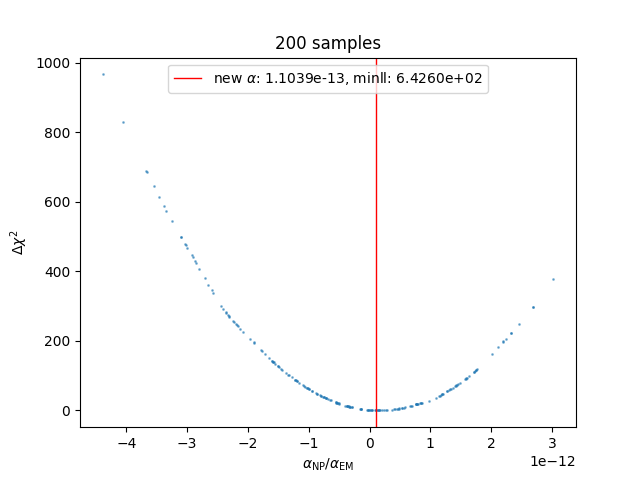 200 samples
new α: 1.1039e-13, minll: 6.4260e+02
1000
800
600
400
200
0
Δχ²
−4 −3 −2 −1 0 1 2 3
1e−12
α_NP/α_EM